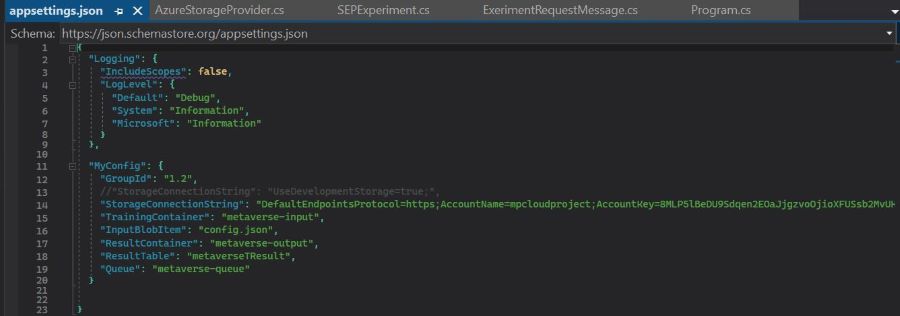 appsettings.json AzureStorageProvider.cs SEPExperiment.cs ExerimentRequestMessage.cs Program.cs
Schema: https://json.schemastore.org/appsettings.json
1 {
2 "Logging": {
3 "IncludeScopes": false,
4 "LogLevel": {
5 "Default": "Debug",
6 "System": "Information",
7 "Microsoft": "Information"
8 }
9 },
10
11 "MyConfig": {
12 "GroupId": "1.2",
13 //"StorageConnectionString": "UseDevelopmentStorage=true;",
14 "StorageConnectionString": "DefaultEndpointsProtocol=https;AccountName=mpcloudproject;AccountKey=
15 "TrainingContainer": "metaverse-input",
16 "InputBlobItem": "config.json",
17 "ResultContainer": "metaverse-output",
18 "ResultTable": "metaverseTResult",
19 "Queue": "metaverse-queue"
20 }
21
22
23 }